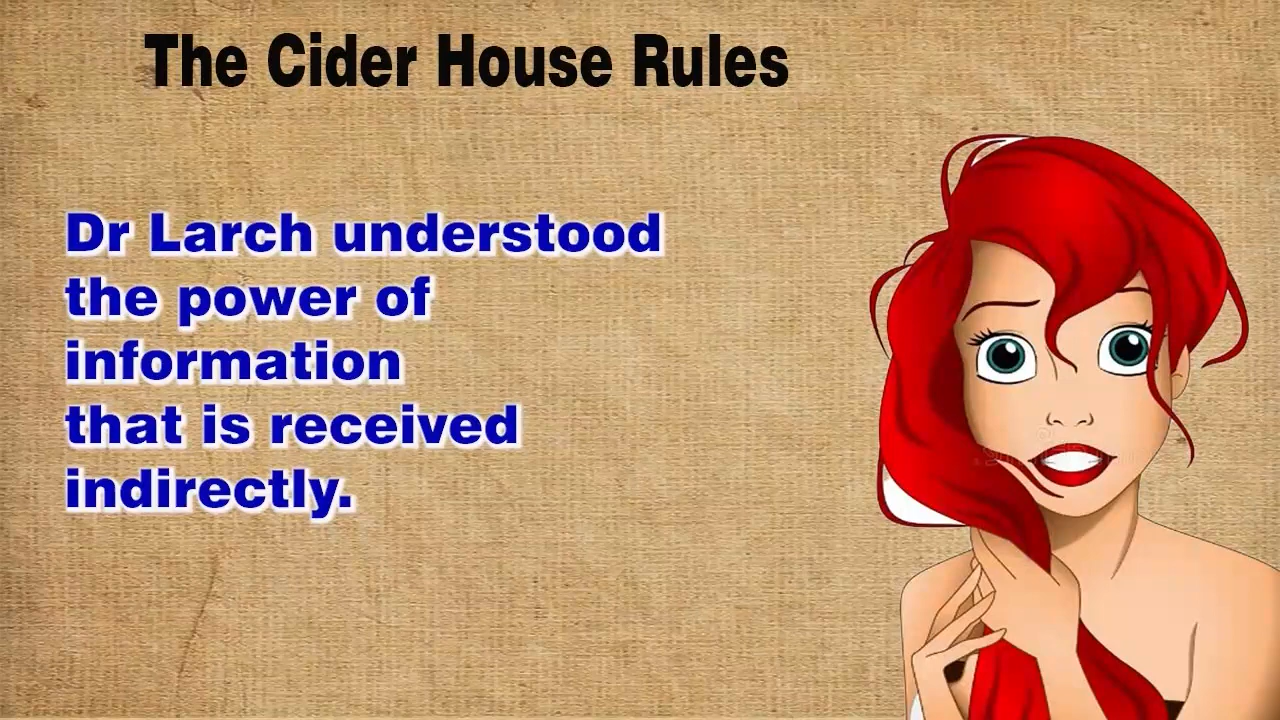 The Cider House Rules
Dr Larch understood
the power of
information
that is received
indirectly.